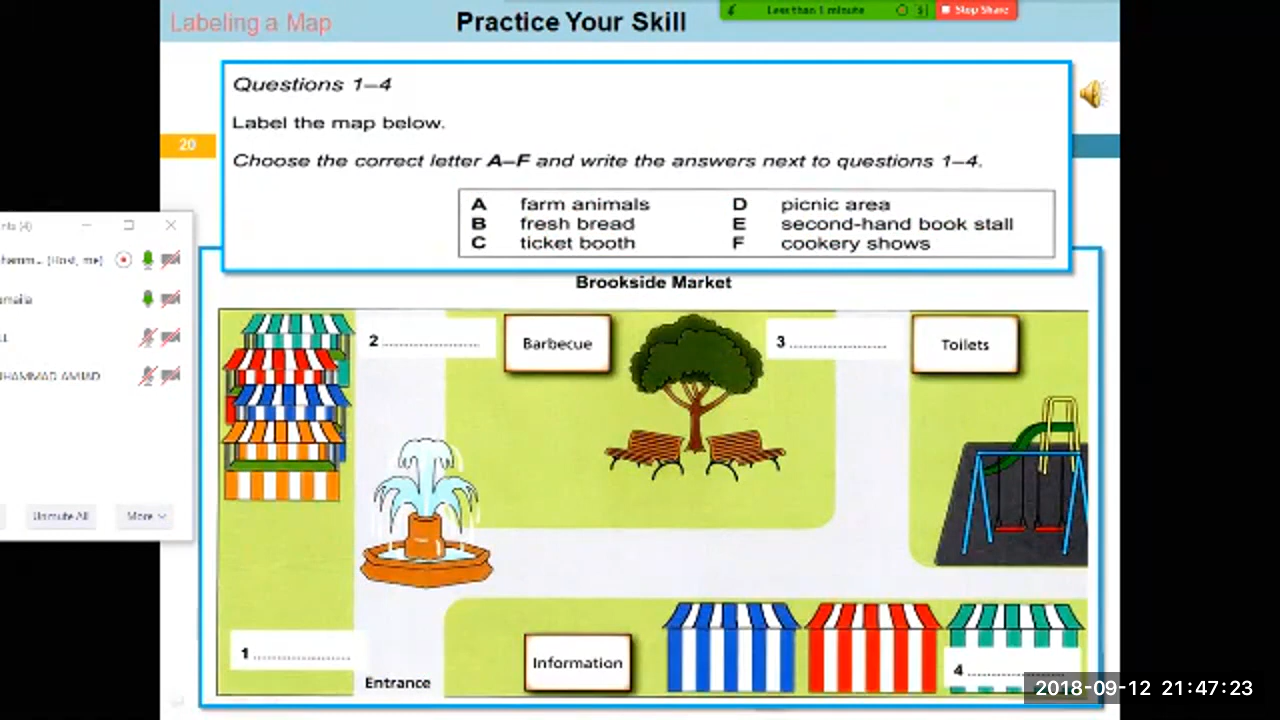 Labeling a Map
Practice Your Skill
Less than 1 minute
Stop Share
Questions 1–4
Label the map below.
20
Choose the correct letter A–F and write the answers next to questions 1–4.
A farm animals D picnic area
B fresh bread E second-hand book stall
C ticket booth F cookery shows
(4)
(Host, me)
Unmute All
More
Brookside Market
2 ....................
Barbecue
3 ....................
Toilets
1 ....................
Information
Entrance
4 ....................
2018-09-12 21:47:23